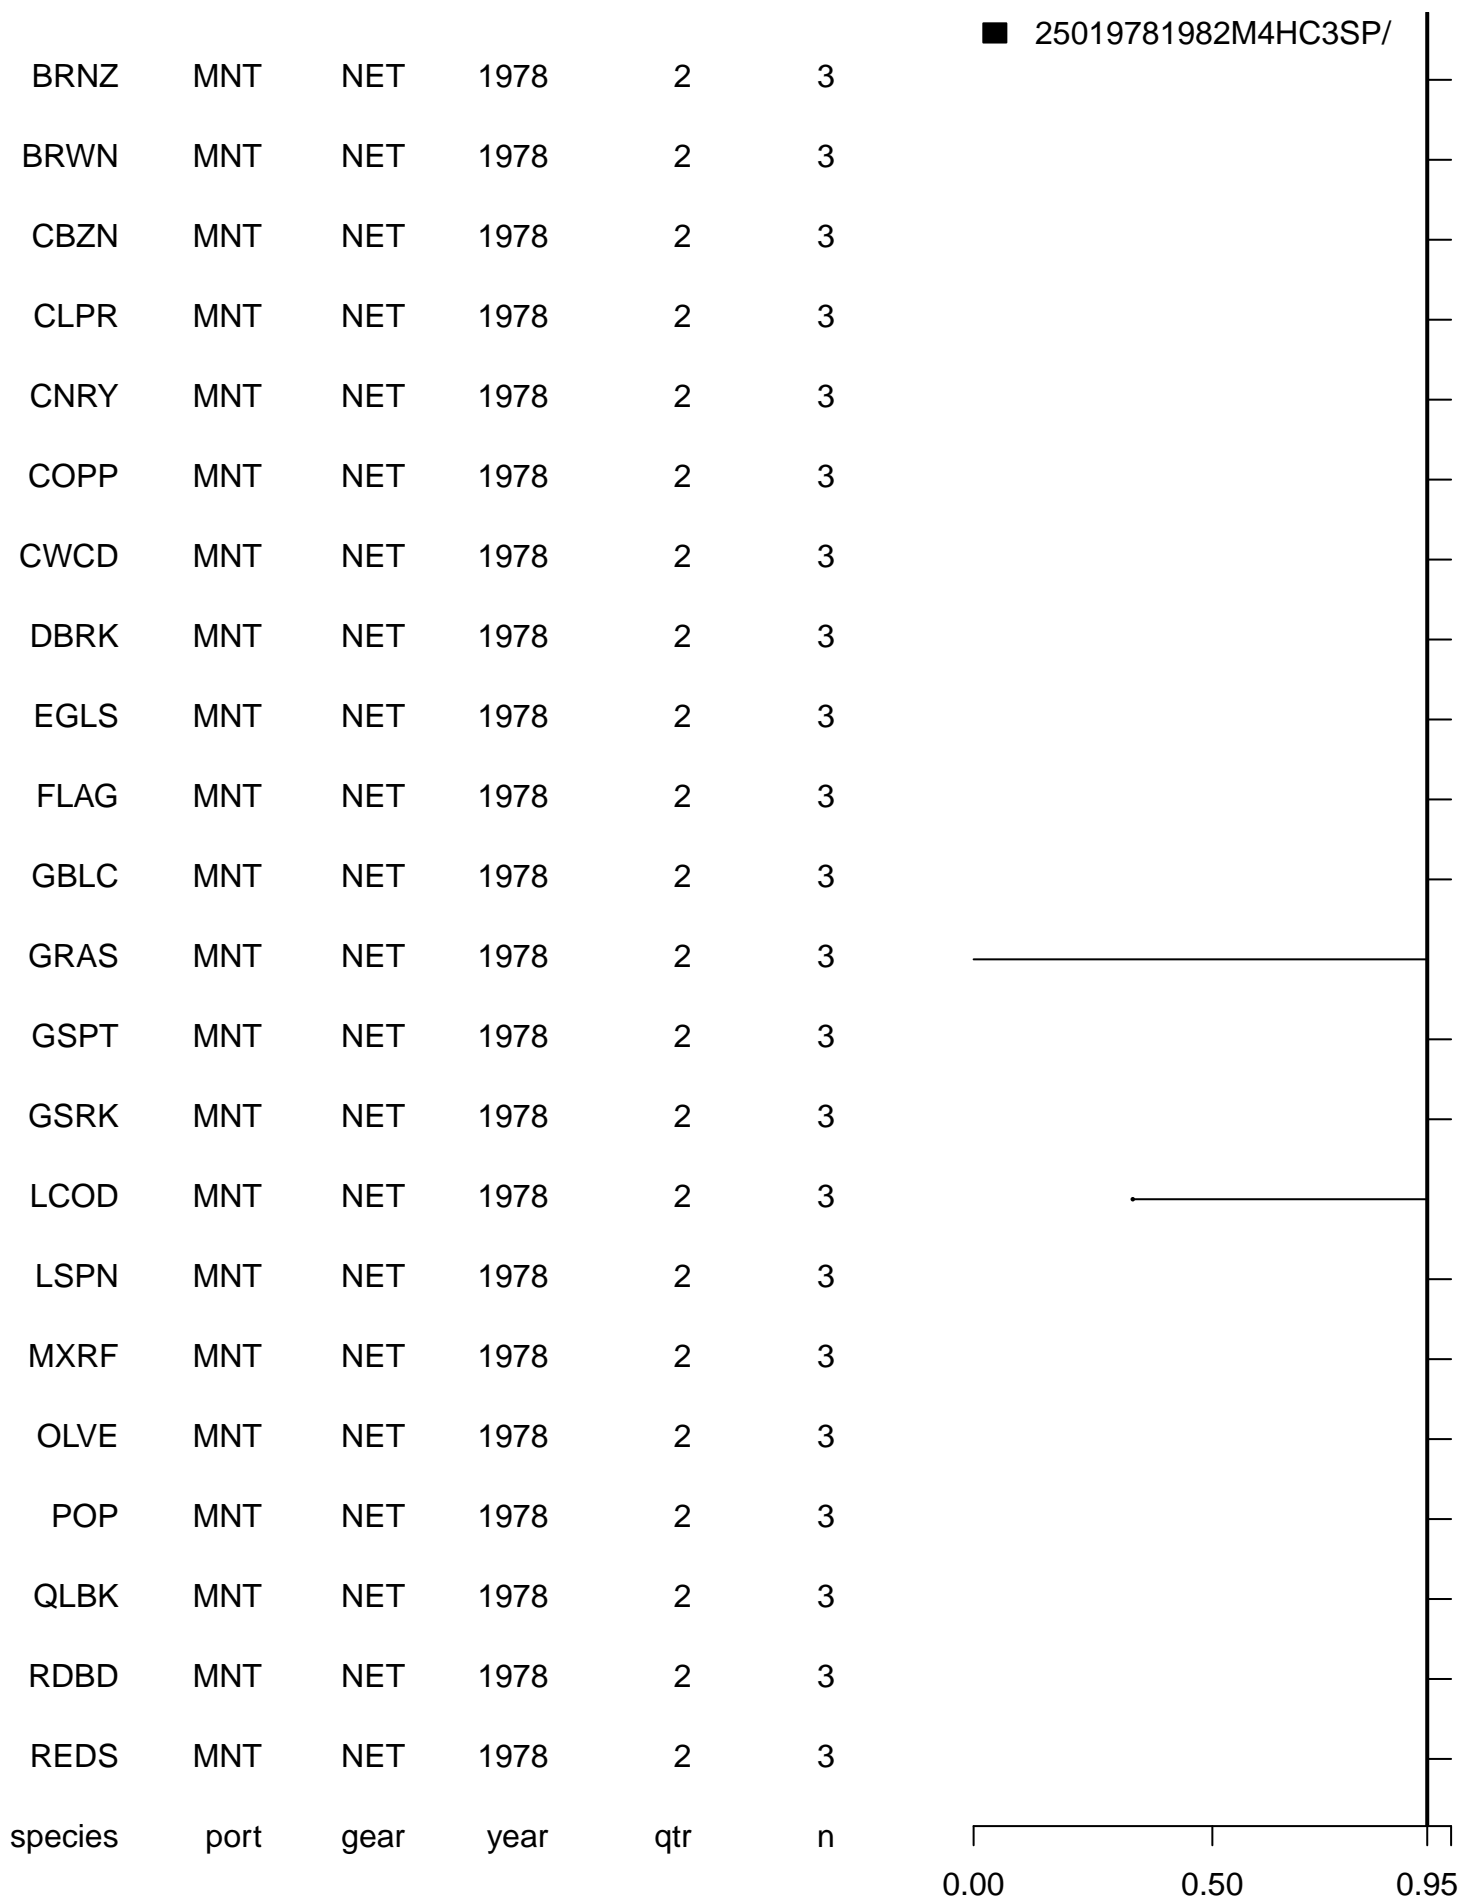 25019781982M4HC3SP/
BRNZ MNT NET 1978 2 3
BRWN MNT NET 1978 2 3
CBZN MNT NET 1978 2 3
CLPR MNT NET 1978 2 3
CNRY MNT NET 1978 2 3
COPP MNT NET 1978 2 3
CWCD MNT NET 1978 2 3
DBRK MNT NET 1978 2 3
EGLS MNT NET 1978 2 3
FLAG MNT NET 1978 2 3
GBLC MNT NET 1978 2 3
GRAS MNT NET 1978 2 3
GSPT MNT NET 1978 2 3
GSRK MNT NET 1978 2 3
LCOD MNT NET 1978 2 3
LSPN MNT NET 1978 2 3
MXRF MNT NET 1978 2 3
OLVE MNT NET 1978 2 3
POP MNT NET 1978 2 3
QLBK MNT NET 1978 2 3
RDBD MNT NET 1978 2 3
REDS MNT NET 1978 2 3
species port gear year qtr n
0.00 0.50 0.95